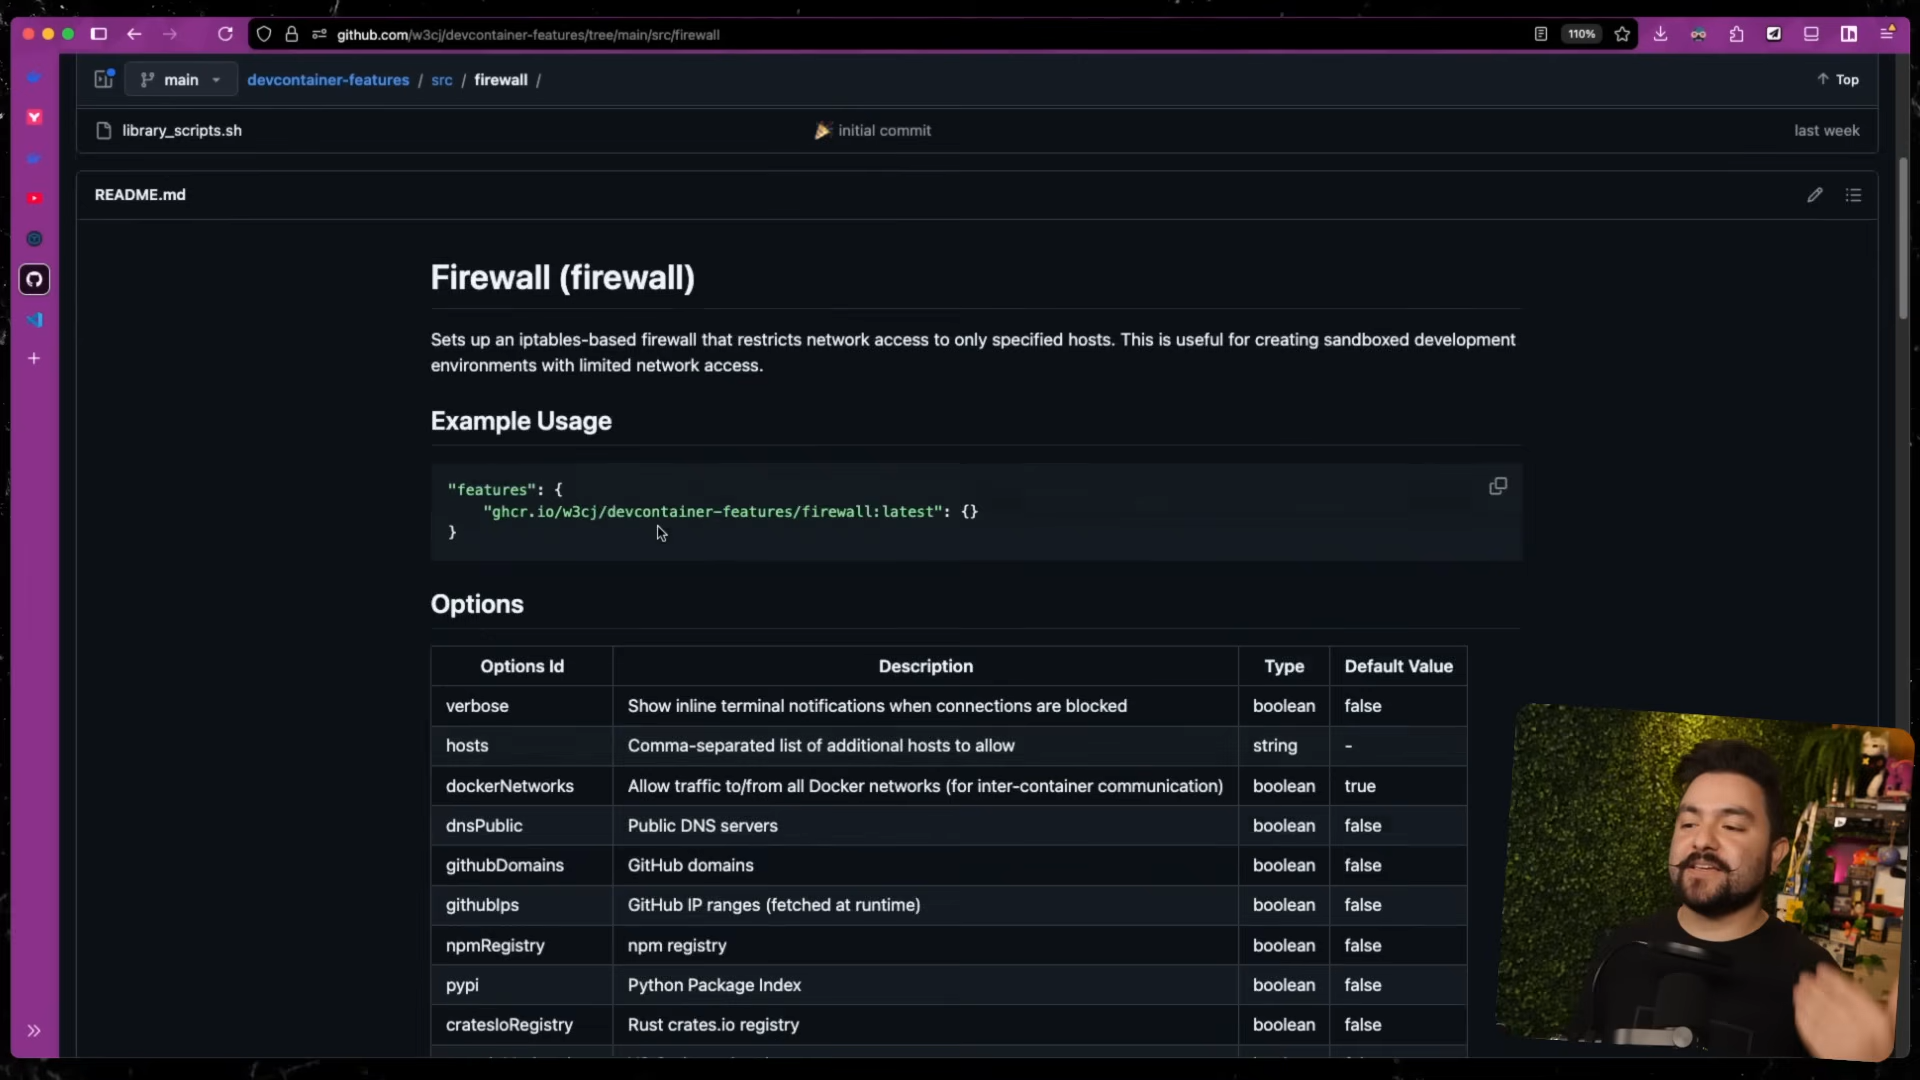 github.com/w3cj/devcontainer-features/tree/main/src/firewall
110%
main
devcontainer-features / src / firewall /
Top
library_scripts.sh
initial commit
last week
README.md
Firewall (firewall)
Sets up an iptables-based firewall that restricts network access to only specified hosts. This is useful for creating sandboxed development
environments with limited network access.
Example Usage
"features": {
"ghcr.io/w3cj/devcontainer-features/firewall:latest": {}
}
Options
Options Id Description Type Default Value
verbose Show inline terminal notifications when connections are blocked boolean false
hosts Comma-separated list of additional hosts to allow string -
dockerNetworks Allow traffic to/from all Docker networks (for inter-container communication) boolean true
dnsPublic Public DNS servers boolean false
githubDomains GitHub domains boolean false
githubIps GitHub IP ranges (fetched at runtime) boolean false
npmRegistry npm registry boolean false
pypi Python Package Index boolean false
cratesIoRegistry Rust crates.io registry boolean false